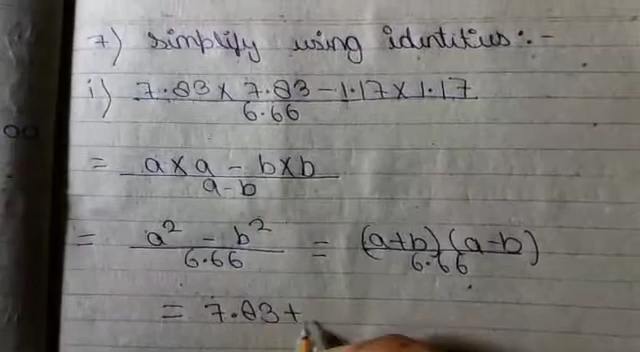 7) simplify using identities:-
i) 7.83 x 7.83 - 1.17 x 1.17
6.66
= a x a - b x b
a - b
= a² - b²
6.66
= (a+b) (a-b)
6.66
= 7.83 +